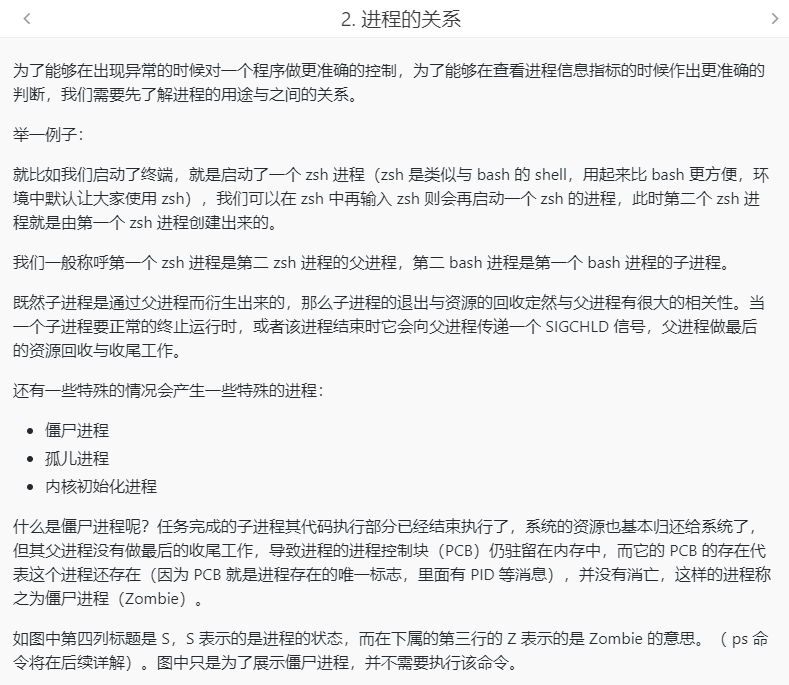 2. 进程的关系
为了能够在出现异常的时候对一个程序做更准确的控制，为了能够在查看进程信息指标的时候作出更准确的
判断，我们需要先了解进程的用途与之间的关系。
举一例子：
就比如我们启动了终端，就是启动了一个 zsh 进程（zsh 是类似与 bash 的 shell，用起来比 bash 更方便，环
境中默认让大家使用 zsh），我们可以在 zsh 中再输入 zsh 则会再启动一个 zsh 的进程，此时第二个 zsh 进
程就是由第一个 zsh 进程创建出来的。
我们一般称呼第一个 zsh 进程是第二 zsh 进程的父进程，第二 bash 进程是第一个 bash 进程的子进程。
既然子进程是通过父进程而衍生出来的，那么子进程的退出与资源的回收定然与父进程有很大的相关性。当
一个子进程要正常的终止运行时，或者该进程结束时它会向父进程传递一个 SIGCHLD 信号，父进程做最后
的资源回收与收尾工作。
还有一些特殊的情况会产生一些特殊的进程：
• 僵尸进程
• 孤儿进程
• 内核初始化进程
什么是僵尸进程呢？任务完成的子进程其代码执行部分已经结束执行了，系统的资源也基本归还给系统了，
但其父进程没有做最后的收尾工作，导致进程的进程控制块（PCB）仍驻留在内存中，而它的 PCB 的存在代
表这个进程还存在（因为 PCB 就是进程存在的唯一标志，里面有 PID 等消息），并没有消亡，这样的进程称
之为僵尸进程（Zombie）。
如图中第四列标题是 S，S 表示的是进程的状态，而在下属的第三行的 Z 表示的是 Zombie 的意思。（ ps 命
令将在后续详解）。图中只是为了展示僵尸进程，并不需要执行该命令。